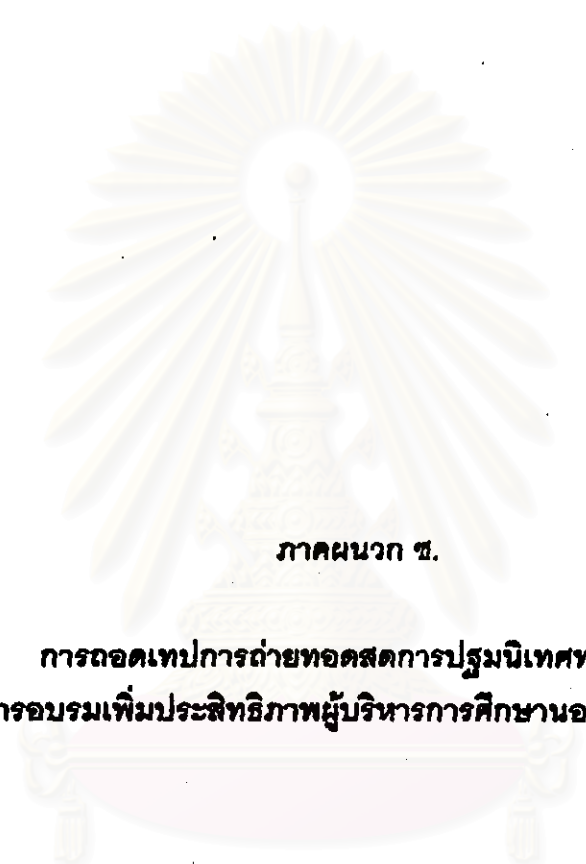 ภาคผนวก ซ.
การถอดเทปการถ่ายทอดสดการปฐมนิเทศ
ารอบรมเพิ่มประสิทธิภาพผู้บริหารการศึกษานอ